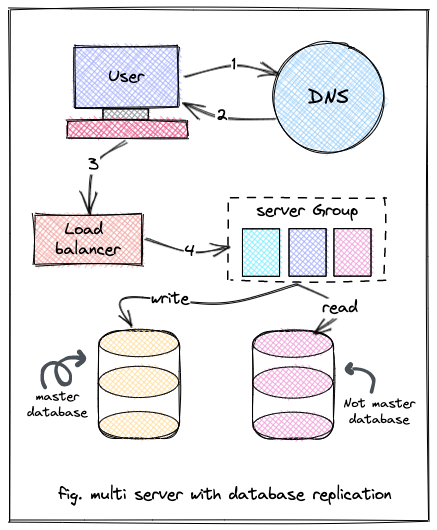 User
1
DNS
2
3
Load
balancer
4
server Group
write
read
master
database
Not master
database
fig. multi server with database replication